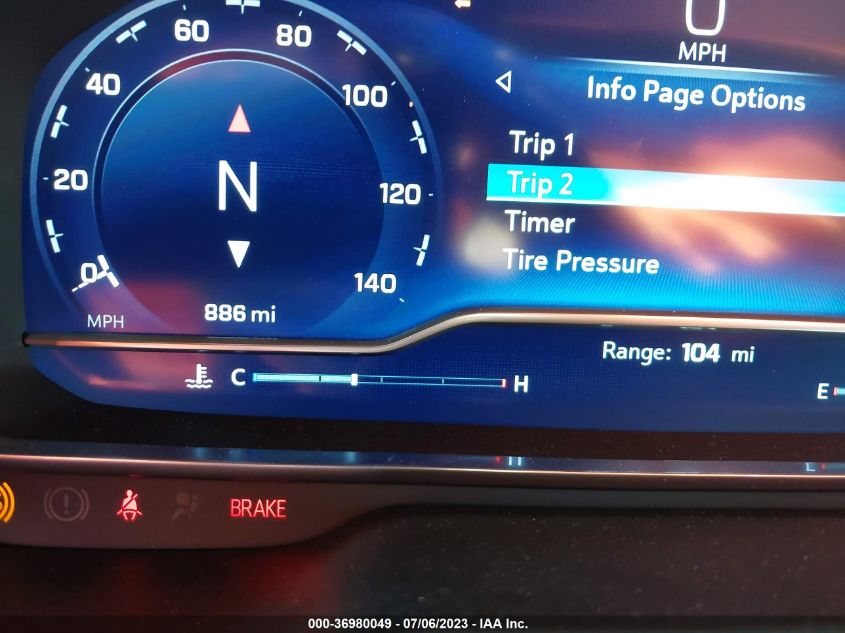 60
80
40
100
20
120
0
140
MPH
N
886 mi
0
MPH
Info Page Options
Trip 1
Trip 2
Timer
Tire Pressure
Range: 104 mi
C
H
E
BRAKE
000-36980049 - 07/06/2023 - IAA Inc.